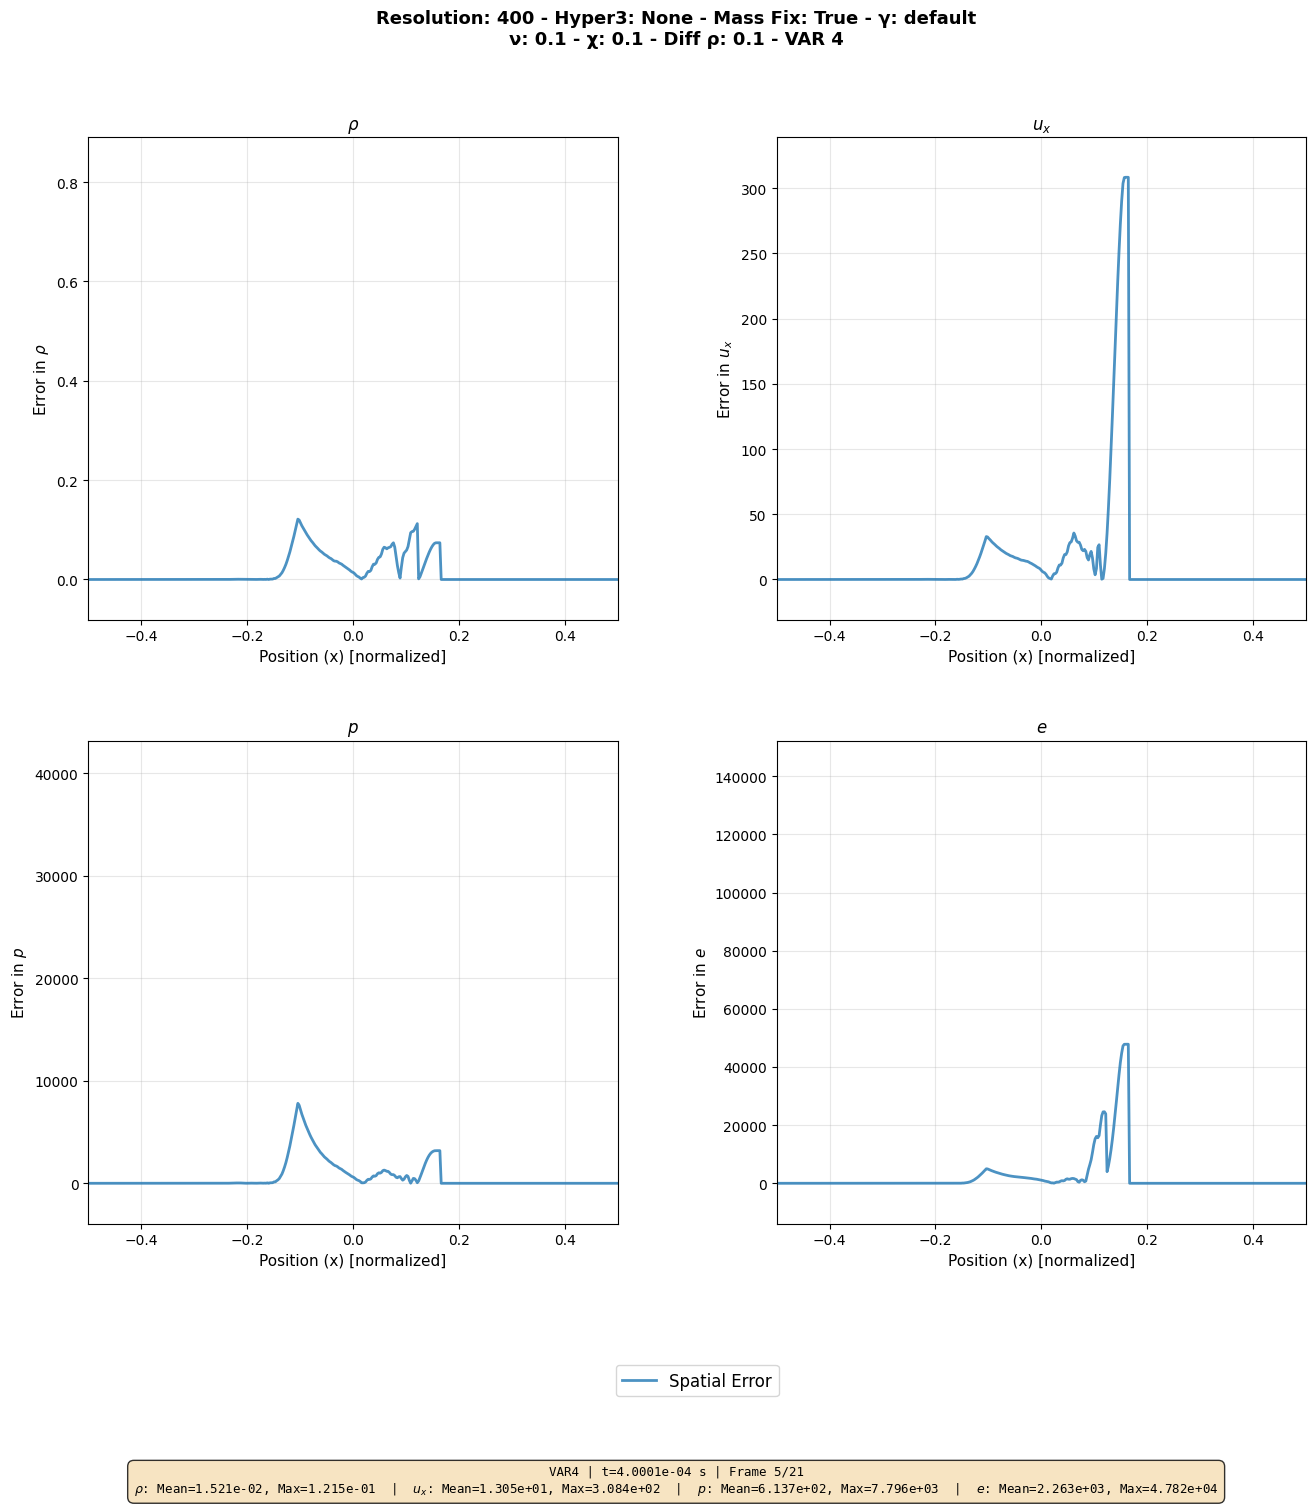 Resolution: 400 - Hyper3: None - Mass Fix: True - γ: default
ν: 0.1 - χ: 0.1 - Diff ρ: 0.1 - VAR 4
ρ
Error in ρ
0.8
0.6
0.4
0.2
0.0
−0.4 −0.2 0.0 0.2 0.4
Position (x) [normalized]
u_x
Error in u_x
300
250
200
150
100
50
0
−0.4 −0.2 0.0 0.2 0.4
Position (x) [normalized]
p
Error in p
40000
30000
20000
10000
0
−0.4 −0.2 0.0 0.2 0.4
Position (x) [normalized]
e
Error in e
140000
120000
100000
80000
60000
40000
20000
0
−0.4 −0.2 0.0 0.2 0.4
Position (x) [normalized]
Spatial Error
VAR4 | t=4.0001e-04 s | Frame 5/21
ρ: Mean=1.521e-02, Max=1.215e-01 | u_x: Mean=1.305e+01, Max=3.084e+02 | p: Mean=6.137e+02, Max=7.796e+03 | e: Mean=2.263e+03, Max=4.782e+04